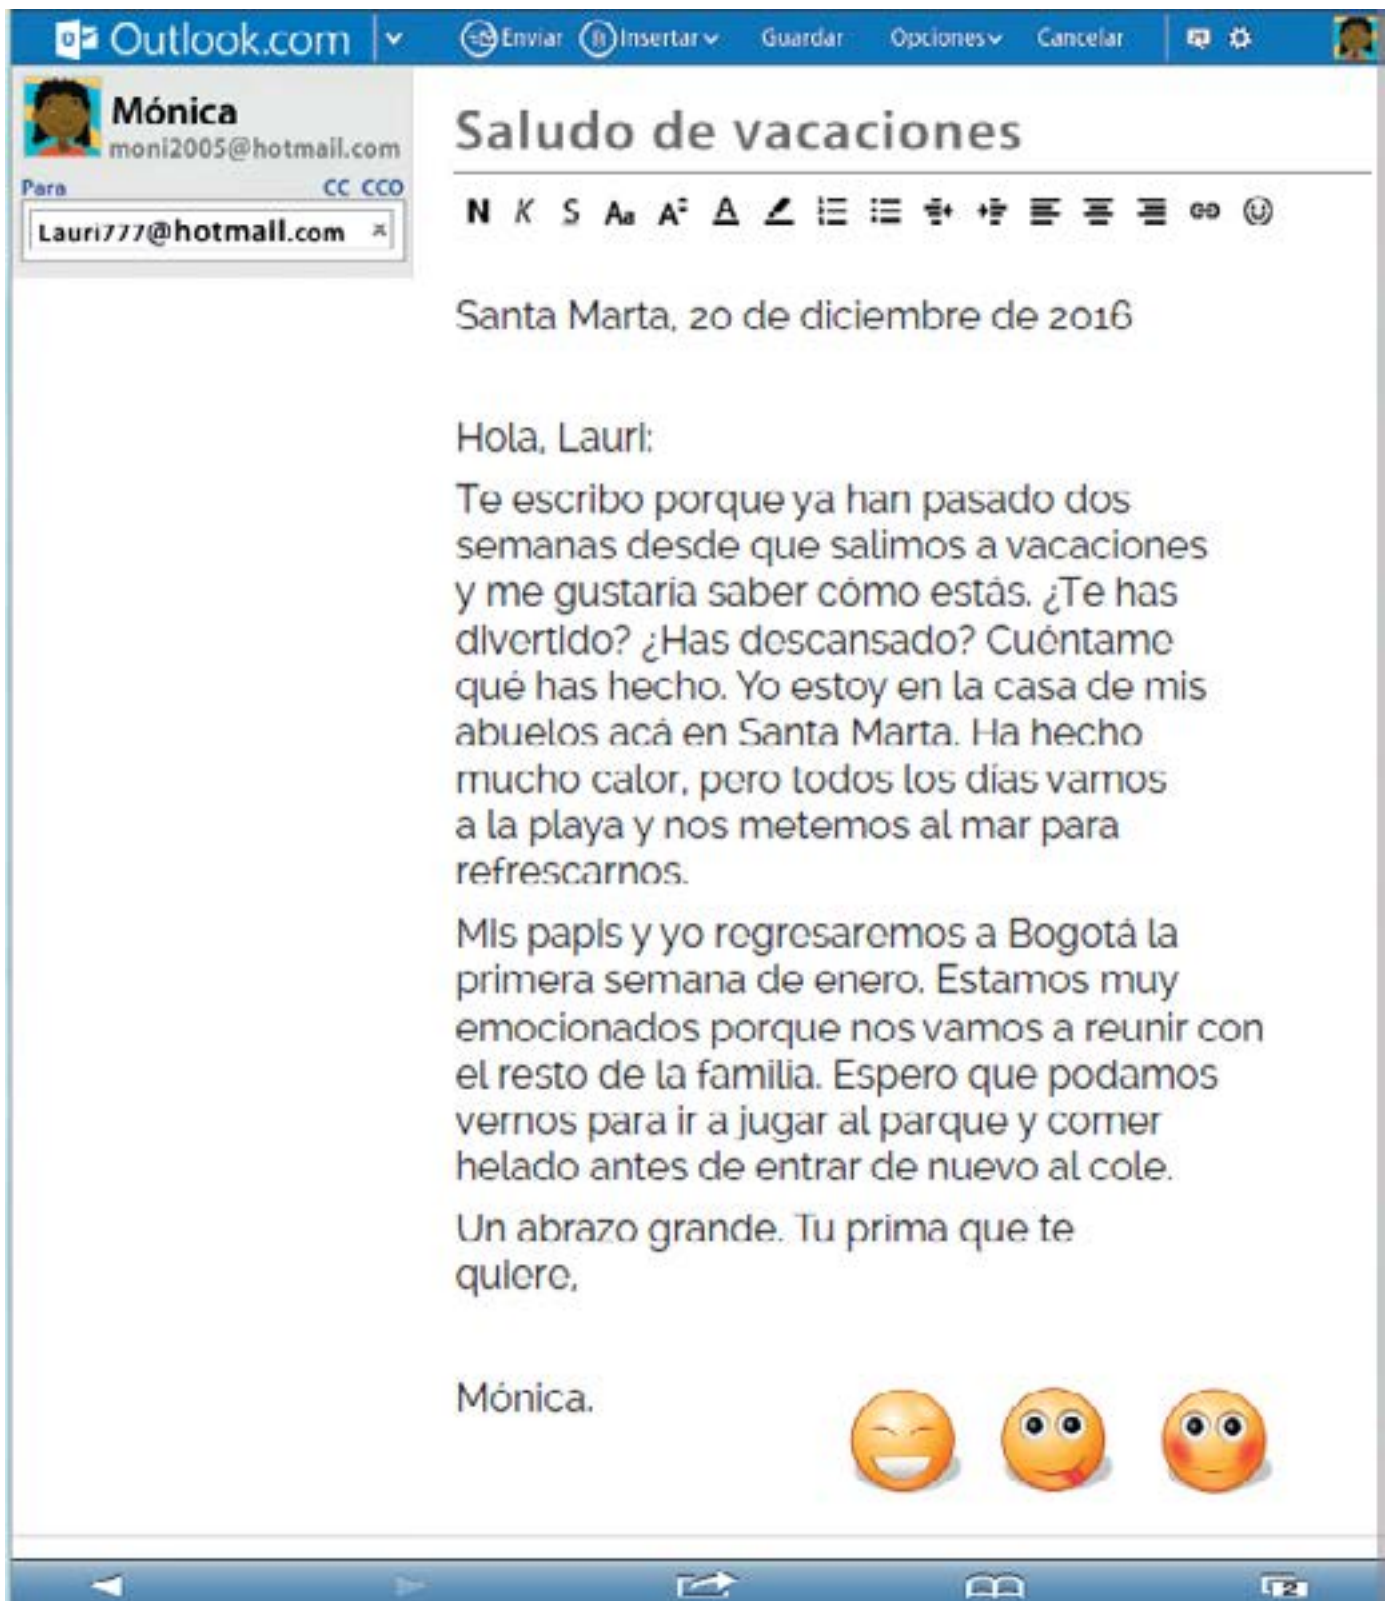 Outlook.com
Enviar Insertar Guardar Opciones Cancelar
Mónica
moni2005@hotmail.com
Para CC CCO
Lauri777@hotmail.com
Saludo de vacaciones
N K S Aa A A
Santa Marta, 20 de diciembre de 2016
Hola, Lauri:
Te escribo porque ya han pasado dos
semanas desde que salimos a vacaciones
y me gustaría saber cómo estás. ¿Te has
divertido? ¿Has descansado? Cuéntame
qué has hecho. Yo estoy en la casa de mis
abuelos acá en Santa Marta. Ha hecho
mucho calor, pero todos los días vamos
a la playa y nos metemos al mar para
refrescarnos.
Mis papis y yo regresaremos a Bogotá la
primera semana de enero. Estamos muy
emocionados porque nos vamos a reunir con
el resto de la familia. Espero que podamos
vernos para ir a jugar al parque y comer
helado antes de entrar de nuevo al cole.
Un abrazo grande. Tu prima que te
quiere,
Mónica.
2